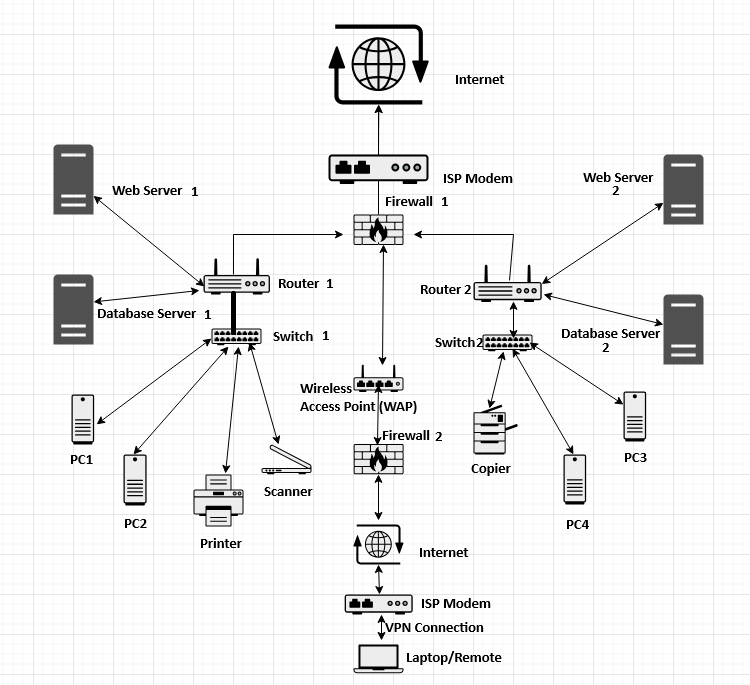 Internet
ISP Modem
Firewall 1
Web Server 1
Web Server
2
Router 1
Router 2
Database Server 1
Database Server
2
Switch 1
Switch2
Wireless
Access Point (WAP)
Firewall 2
PC1
PC2
Printer
Scanner
Copier
PC3
PC4
Internet
ISP Modem
VPN Connection
Laptop/Remote